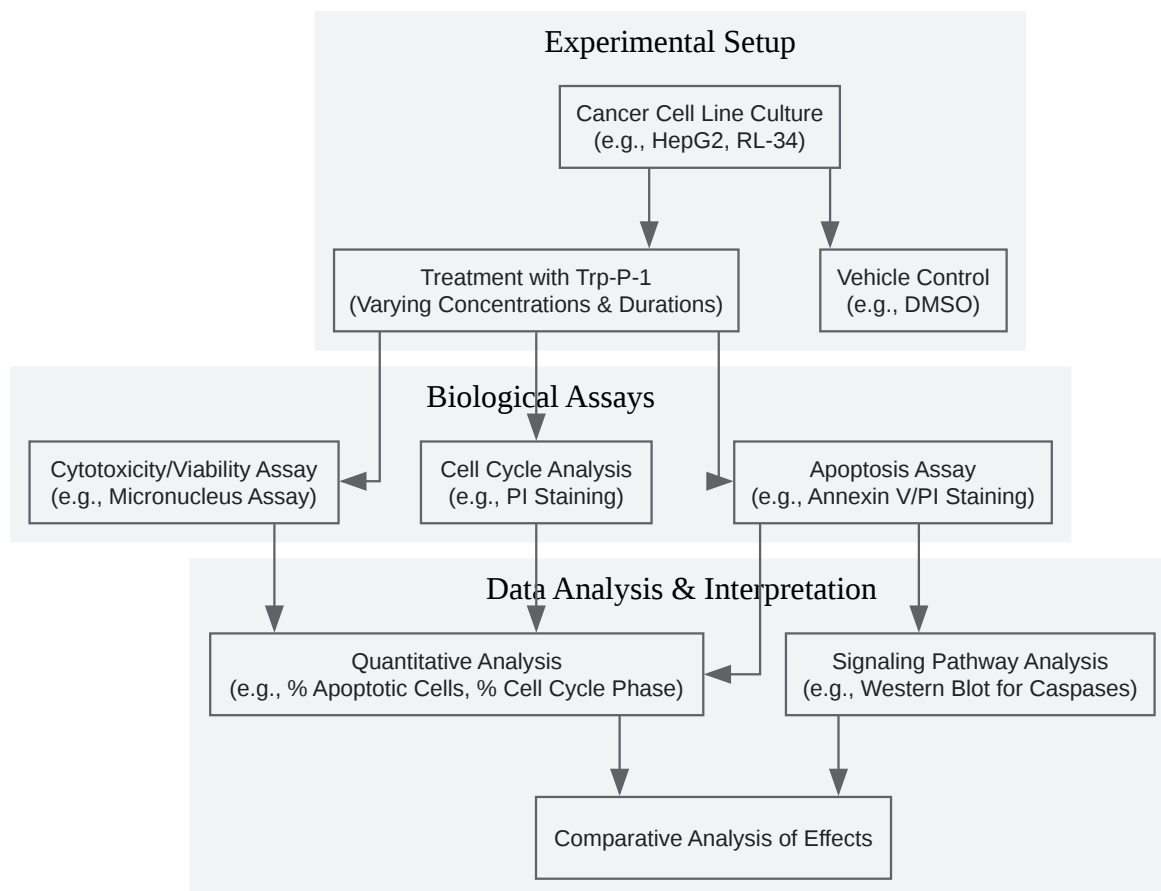 Experimental Setup
Cancer Cell Line Culture
(e.g., HepG2, RL-34)
Treatment with Trp-P-1
(Varying Concentrations & Durations)
Vehicle Control
(e.g., DMSO)
Biological Assays
Cytotoxicity/Viability Assay
(e.g., Micronucleus Assay)
Cell Cycle Analysis
(e.g., PI Staining)
Apoptosis Assay
(e.g., Annexin V/PI Staining)
Data Analysis & Interpretation
Quantitative Analysis
(e.g., % Apoptotic Cells, % Cell Cycle Phase)
Signaling Pathway Analysis
(e.g., Western Blot for Caspases)
Comparative Analysis of Effects